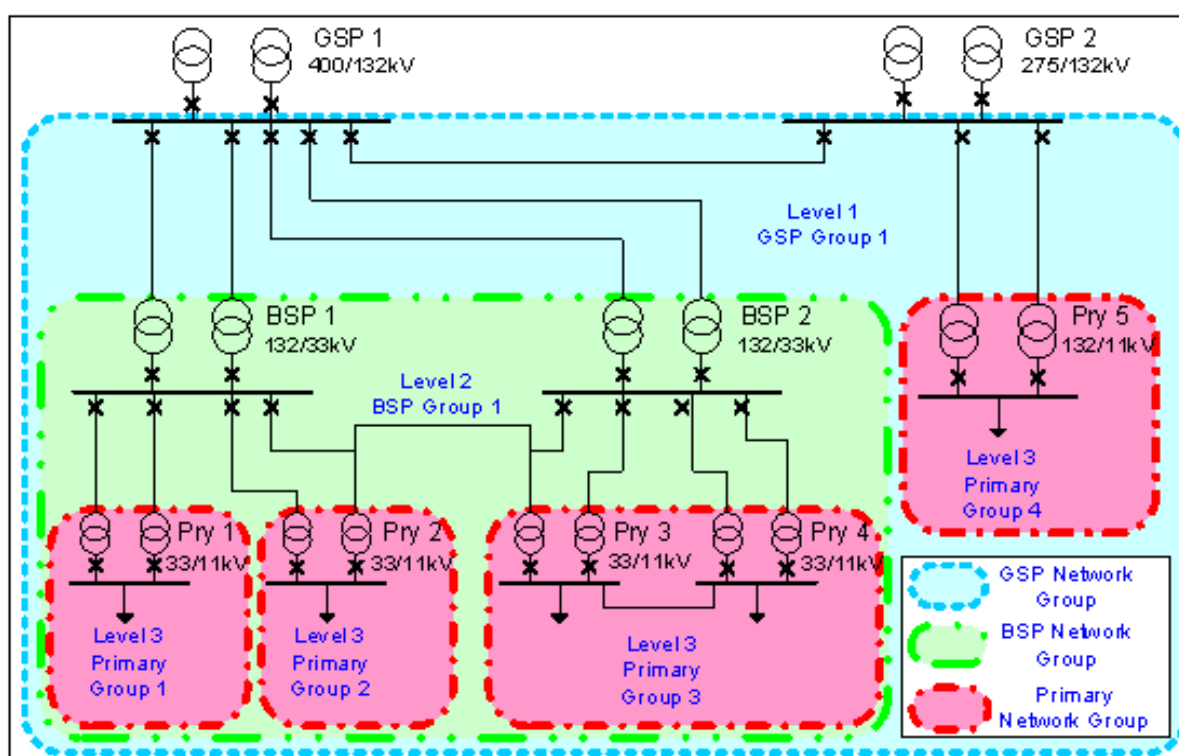 GSP 1
400/132kV
GSP 2
275/132kV
Level 1
GSP Group 1
BSP 1
132/33kV
BSP 2
132/33kV
Pry 5
132/11kV
Level 2
BSP Group 1
Level 3
Primary
Group 4
Pry 1
33/11kV
Pry 2
33/11kV
Pry 3
33/11kV
Pry 4
33/11kV
Level 3
Primary
Group 1
Level 3
Primary
Group 2
Level 3
Primary
Group 3
GSP Network
Group
BSP Network
Group
Primary
Network Group